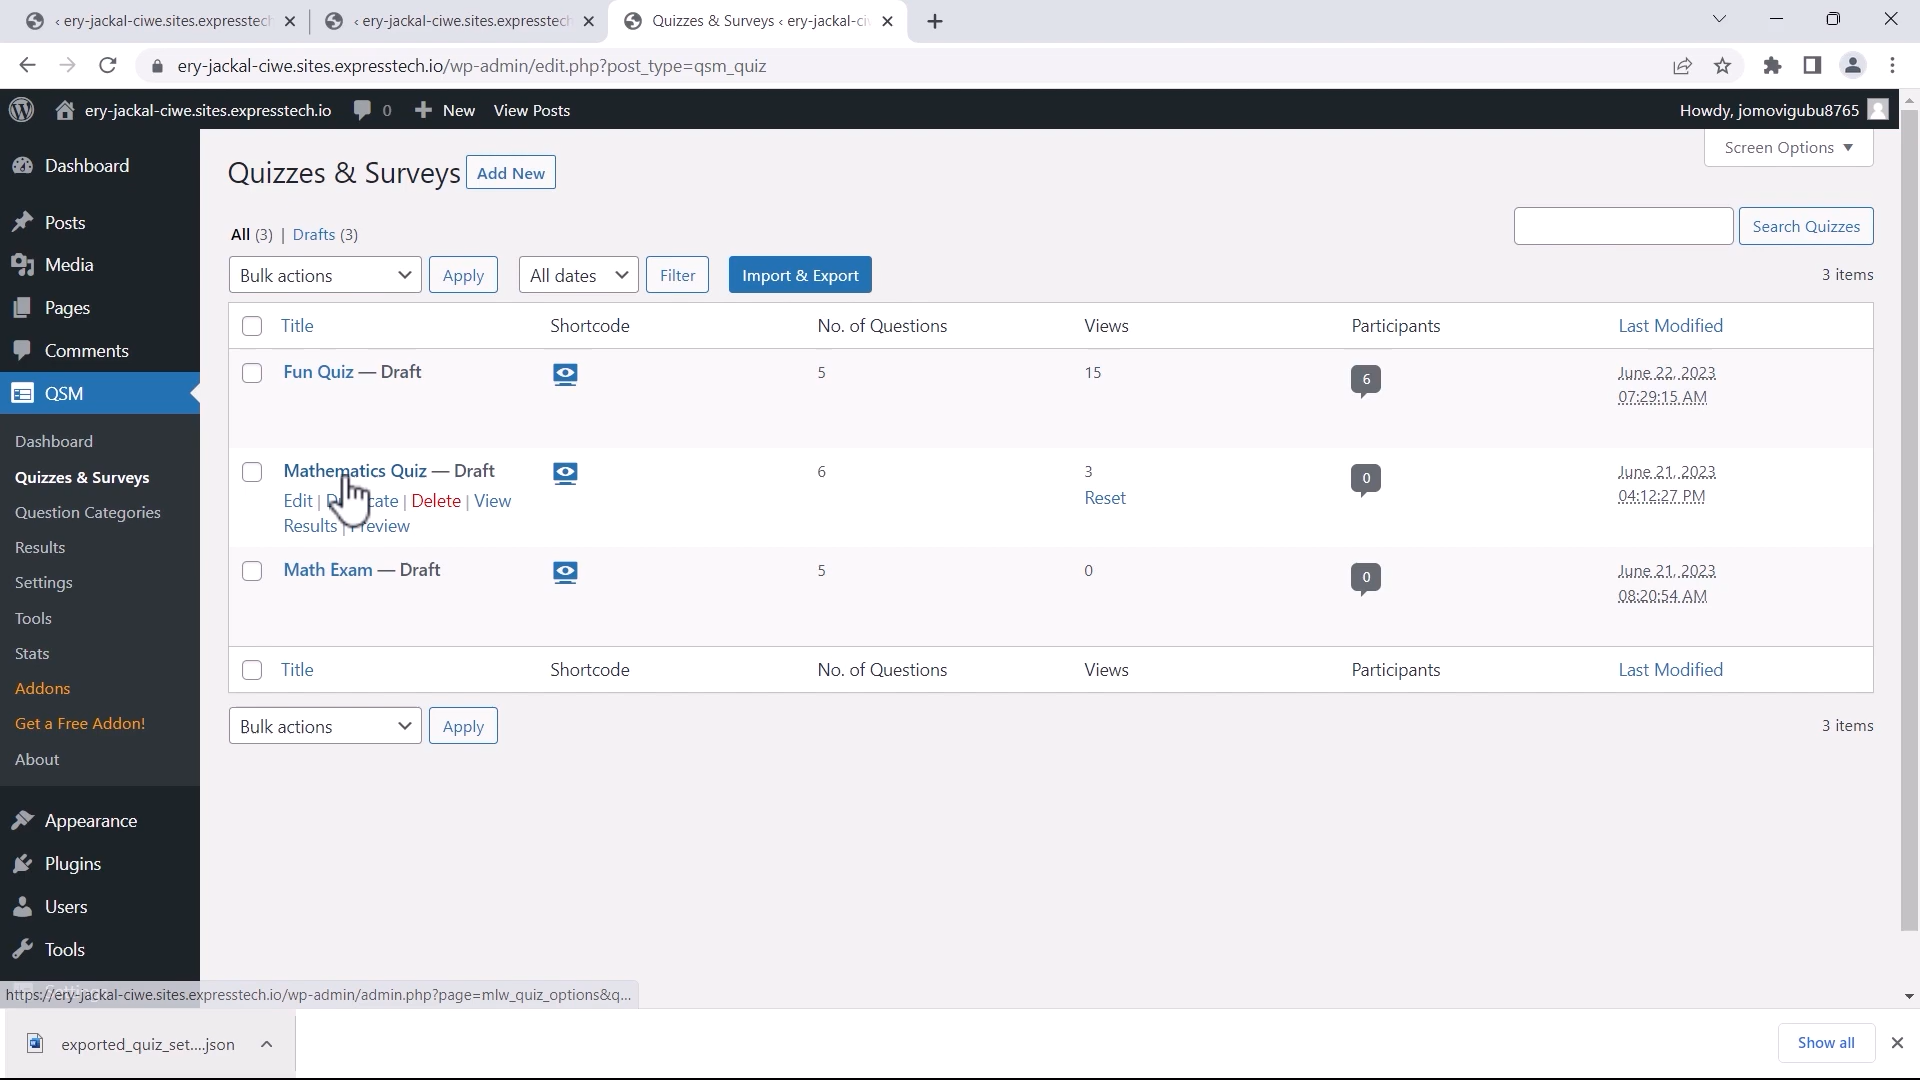 ‹ ery-jackal-ciwe.sites.expresstech
‹ ery-jackal-ciwe.sites.expresstech
Quizzes & Surveys ‹ ery-jackal-ci
ery-jackal-ciwe.sites.expresstech.io/wp-admin/edit.php?post_type=qsm_quiz
ery-jackal-ciwe.sites.expresstech.io 0 New View Posts Howdy, jomovigubu8765
Dashboard
Posts
Media
Pages
Comments
QSM
Dashboard
Quizzes & Surveys
Question Categories
Results
Settings
Tools
Stats
Addons
Get a Free Addon!
About
Appearance
Plugins
Users
Tools
Screen Options
Quizzes & Surveys Add New
All (3) | Drafts (3)
Search Quizzes
Bulk actions Apply All dates Filter Import & Export 3 items
Title Shortcode No. of Questions Views Participants Last Modified
Fun Quiz — Draft 5 15 6 June 22, 2023
07:29:15 AM
Mathematics Quiz — Draft 6 3 0 June 21, 2023
Edit | | Delete | View Reset 04:12:27 PM
Results |
Math Exam — Draft 5 0 0 June 21, 2023
08:20:54 AM
Title Shortcode No. of Questions Views Participants Last Modified
Bulk actions Apply 3 items
https://ery-jackal-ciwe.sites.expresstech.io/wp-admin/admin.php?page=mlw_quiz_options&q...
exported_quiz_set....json
Show all